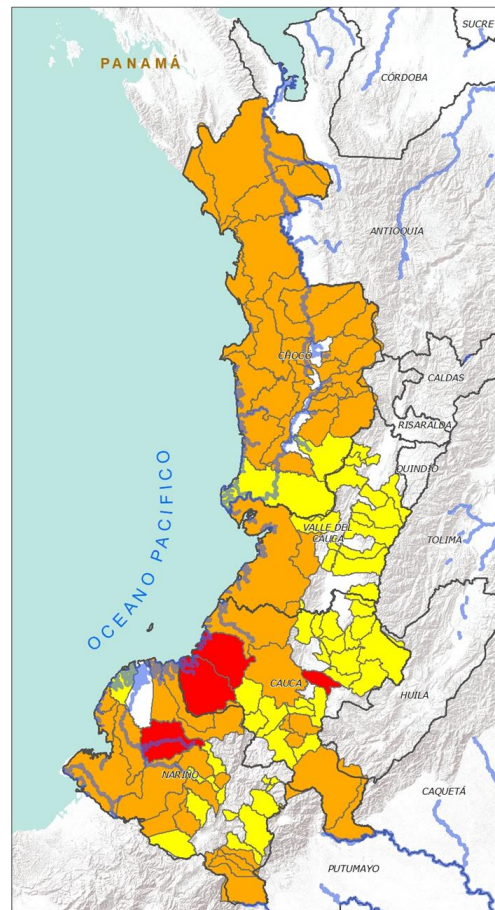 SUCRE
PANAMÁ
CÓRDOBA
ANTIOQUIA
CHOCÓ
CALDAS
RISARALDA
QUINDÍO
OCEANO PACIFICO
VALLE DEL
CAUCA
TOLIMA
CAUCA
HUILA
NARIÑO
CAQUETÁ
PUTUMAYO